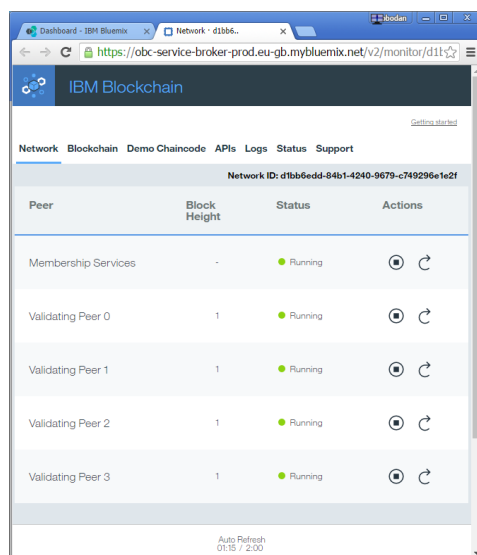 ibodan
Dashboard - IBM Bluemix
Network · d1bb6..
https://obc-service-broker-prod.eu-gb.mybluemix.net/v2/monitor/d1b
IBM Blockchain
Getting started
Network Blockchain Demo Chaincode APIs Logs Status Support
Network ID: d1bb6edd-84b1-4240-9679-c749296e1e2f
Peer Block Height Status Actions
Membership Services - Running
Validating Peer 0 1 Running
Validating Peer 1 1 Running
Validating Peer 2 1 Running
Validating Peer 3 1 Running
Auto Refresh
01:15 / 2:00